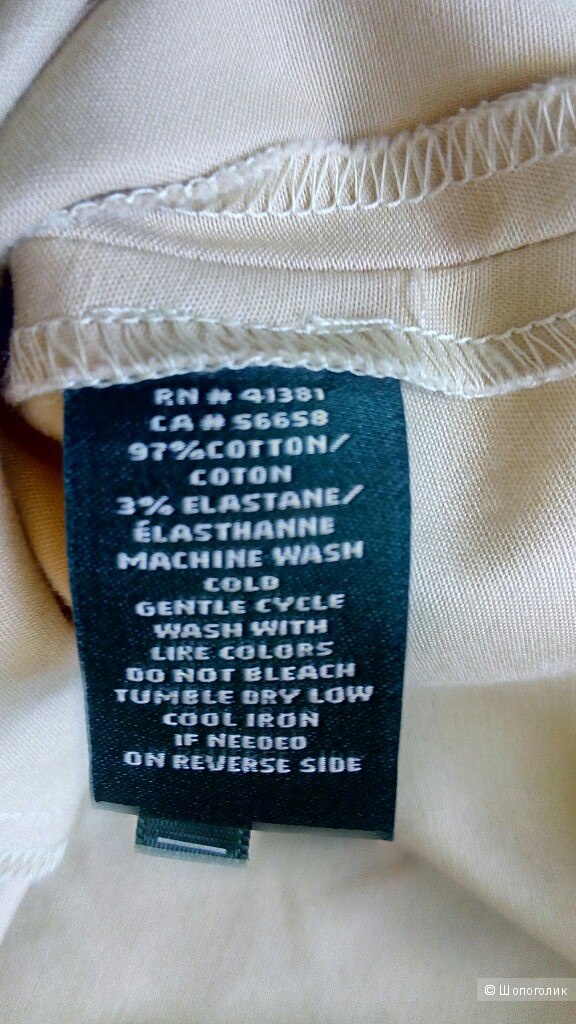 RN # 41381
CA # 56658
97%COTTON/
COTON
3% ELASTANE/
ÉLASTHANNE
MACHINE WASH
COLD
GENTLE CYCLE
WASH WITH
LIKE COLORS
DO NOT BLEACH
TUMBLE DRY LOW
COOL IRON
IF NEEDED
ON REVERSE SIDE
© Шопоголик